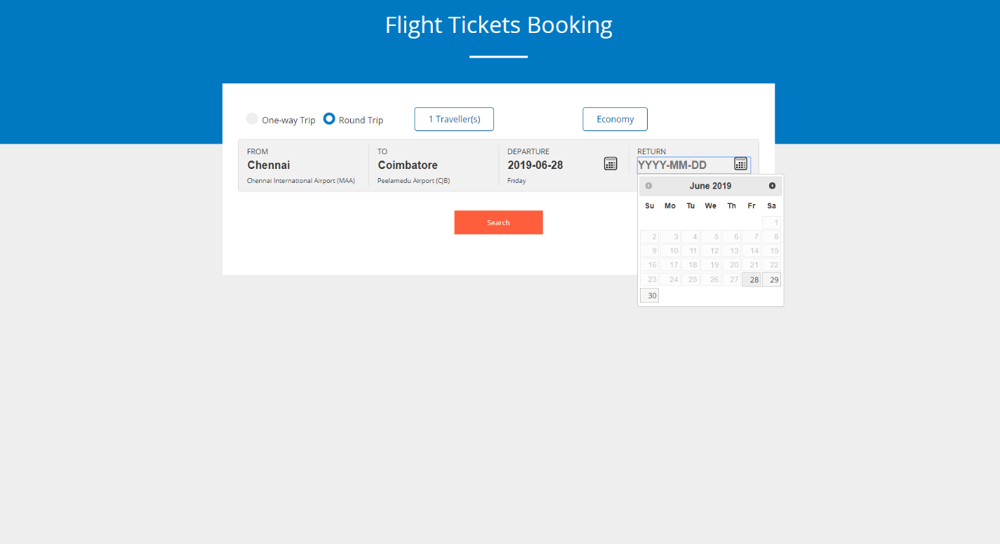 Flight Tickets Booking
One-way Trip Round Trip 1 Traveller(s) Economy
FROM TO DEPARTURE RETURN
Chennai Coimbatore 2019-06-28 YYYY-MM-DD
Chennai International Airport (MAA) Peelamedu Airport (CJB) Friday
June 2019
Su Mo Tu We Th Fr Sa
1
2 3 4 5 6 7 8
9 10 11 12 13 14 15
16 17 18 19 20 21 22
23 24 25 26 27 28 29
30
Search